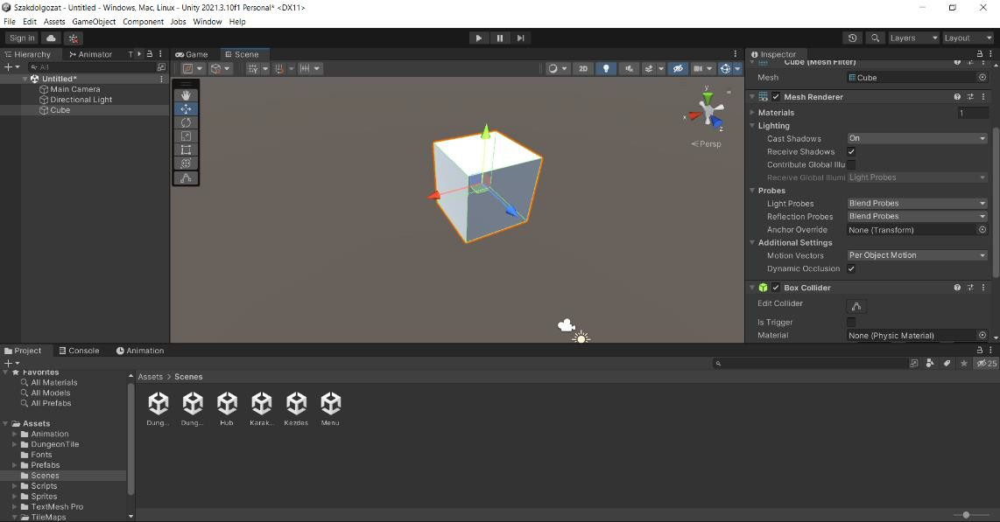 Szakdolgozat - Untitled - Windows, Mac, Linux - Unity 2021.3.10f1 Personal* <DX11>
File Edit Assets GameObject Component Jobs Window Help
Sign in Layers Layout
Hierarchy Animator T
All
Untitled*
Main Camera
Directional Light
Cube
Game Scene
2D
y
x
z
Persp
Inspector
Cube (Mesh Filter)
Mesh Cube
Mesh Renderer
Materials 1
Lighting
Cast Shadows On
Receive Shadows
Contribute Global Illu
Receive Global Illumi Light Probes
Probes
Light Probes Blend Probes
Reflection Probes Blend Probes
Anchor Override None (Transform)
Additional Settings
Motion Vectors Per Object Motion
Dynamic Occlusion
Box Collider
Edit Collider
Is Trigger
Material None (Physic Material)
Project Console Animation
25
Favorites
All Materials
All Models
All Prefabs
Assets
Animation
DungeonTile
Fonts
Prefabs
Scenes
Scripts
Sprites
TextMesh Pro
TileMaps
Assets > Scenes
Dung... Dung... Hub Karak... Kezdes Menu